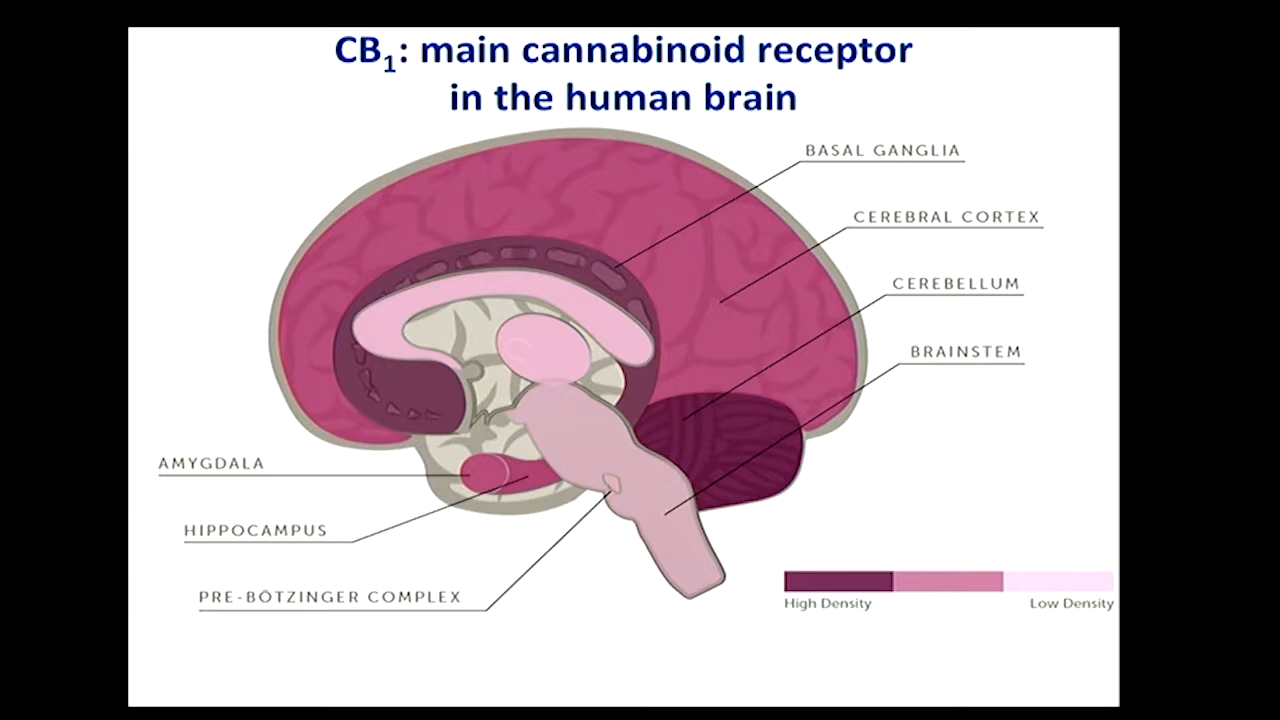 CB₁: main cannabinoid receptor
in the human brain
BASAL GANGLIA
CEREBRAL CORTEX
CEREBELLUM
BRAINSTEM
AMYGDALA
HIPPOCAMPUS
PRE-BÖTZINGER COMPLEX
High Density
Low Density